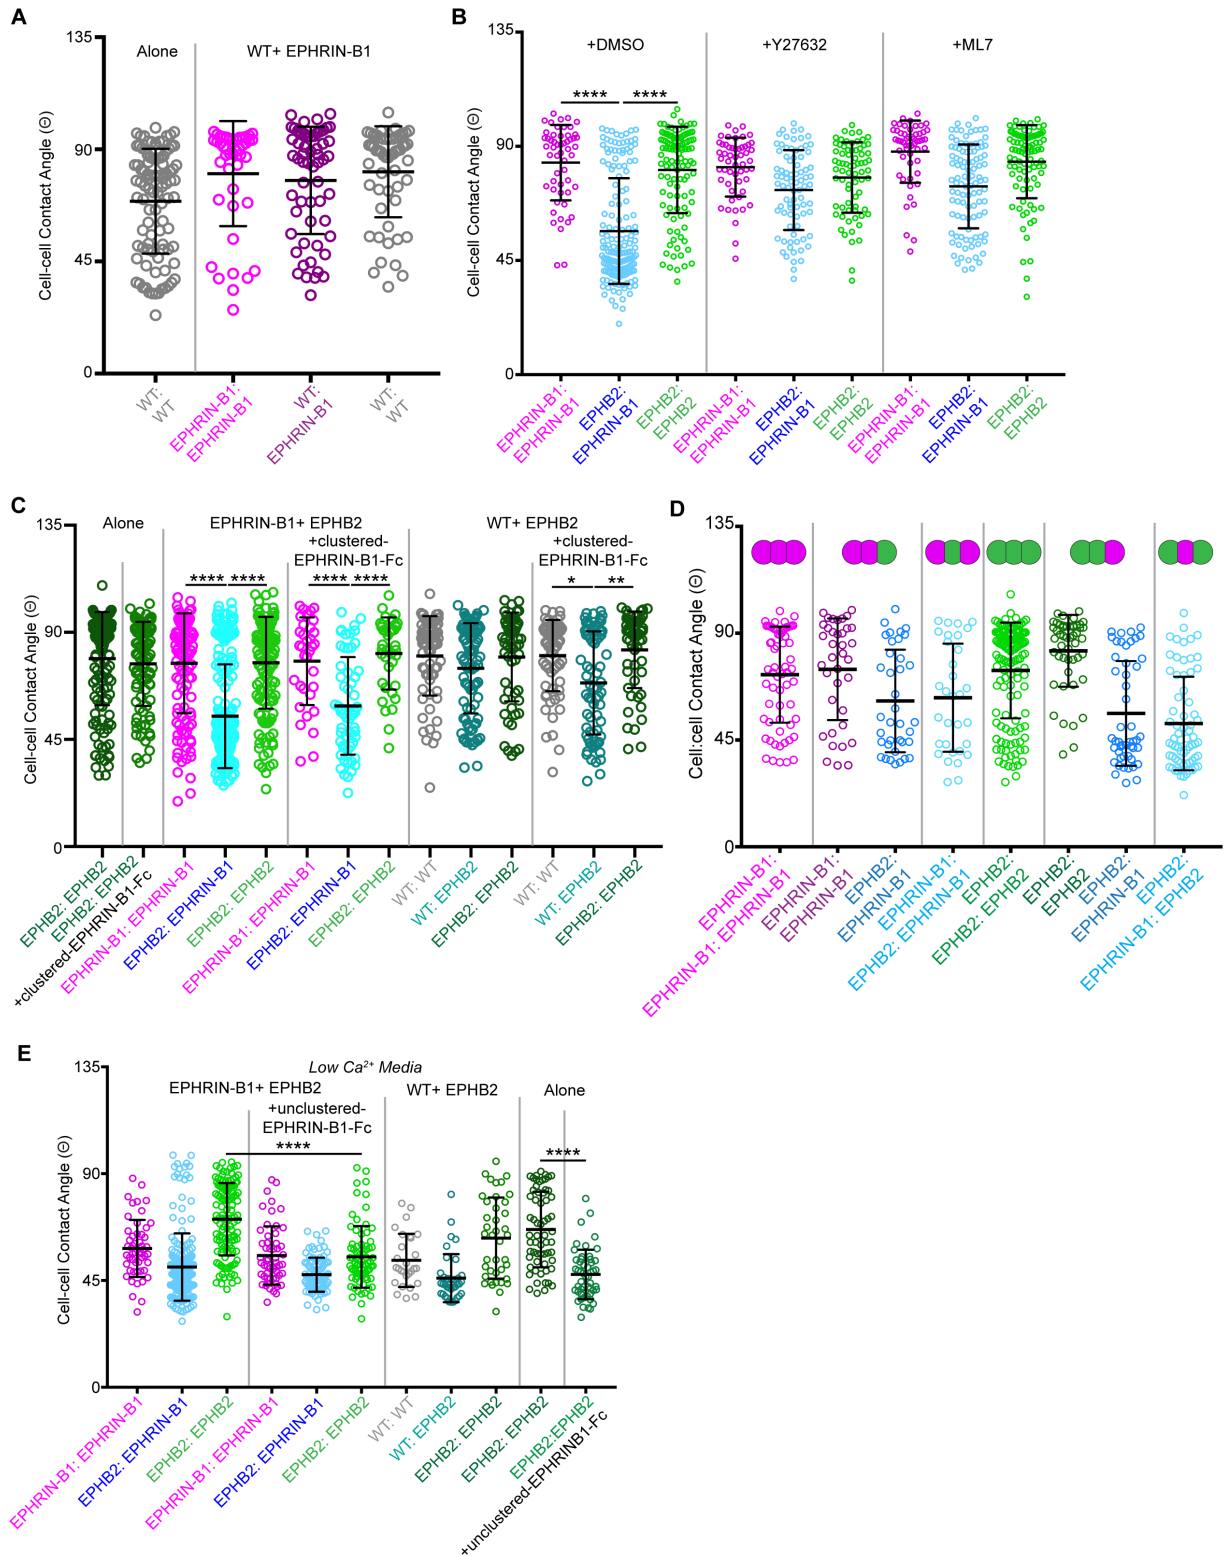 A
135
90
45
0
Cell-cell Contact Angle (Θ)
Alone
WT+ EPHRIN-B1
WT:
WT
EPHRIN-B1:
EPHRIN-B1
WT:
EPHRIN-B1
WT:
WT
B
135
90
45
0
Cell-cell Contact Angle (Θ)
+DMSO
+Y27632
+ML7
**** ****
EPHRIN-B1:
EPHRIN-B1
EPHB2:
EPHRIN-B1
EPHB2:
EPHB2
EPHRIN-B1:
EPHRIN-B1
EPHB2:
EPHRIN-B1
EPHB2:
EPHB2
EPHRIN-B1:
EPHRIN-B1
EPHB2:
EPHRIN-B1
EPHB2:
EPHB2
C
135
90
45
0
Cell-cell Contact Angle (Θ)
Alone
EPHRIN-B1+ EPHB2
+clustered-
EPHRIN-B1-Fc
WT+ EPHB2
+clustered-
EPHRIN-B1-Fc
**** ****
**** ****
* **
EPHB2: EPHB2
EPHB2: EPHB2
+clustered-EPHRIN-B1-Fc
EPHRIN-B1: EPHRIN-B1
EPHB2: EPHRIN-B1
EPHB2: EPHB2
EPHRIN-B1: EPHRIN-B1
EPHB2: EPHRIN-B1
EPHB2: EPHB2
WT: WT
WT: EPHB2
EPHB2: EPHB2
WT: WT
WT: EPHB2
EPHB2: EPHB2
D
135
90
45
0
Cell:cell Contact Angle (Θ)
EPHRIN-B1:
EPHRIN-B1: EPHRIN-B1
EPHRIN-B1:
EPHRIN-B1
EPHB2:
EPHRIN-B1
EPHRIN-B1:
EPHB2: EPHRIN-B1
EPHB2:
EPHB2: EPHB2
EPHB2:
EPHB2
EPHB2:
EPHRIN-B1
EPHB2:
EPHRIN-B1: EPHB2
E
135
90
45
0
Cell-cell Contact Angle (Θ)
Low Ca²⁺ Media
EPHRIN-B1+ EPHB2
+unclustered-
EPHRIN-B1-Fc
WT+ EPHB2
Alone
****
****
EPHRIN-B1: EPHRIN-B1
EPHB2: EPHRIN-B1
EPHB2: EPHB2
EPHRIN-B1: EPHRIN-B1
EPHB2: EPHRIN-B1
EPHB2: EPHB2
WT: WT
WT: EPHB2
EPHB2: EPHB2
EPHB2: EPHB2
EPHB2:EPHB2
+unclustered-EPHRINB1-Fc